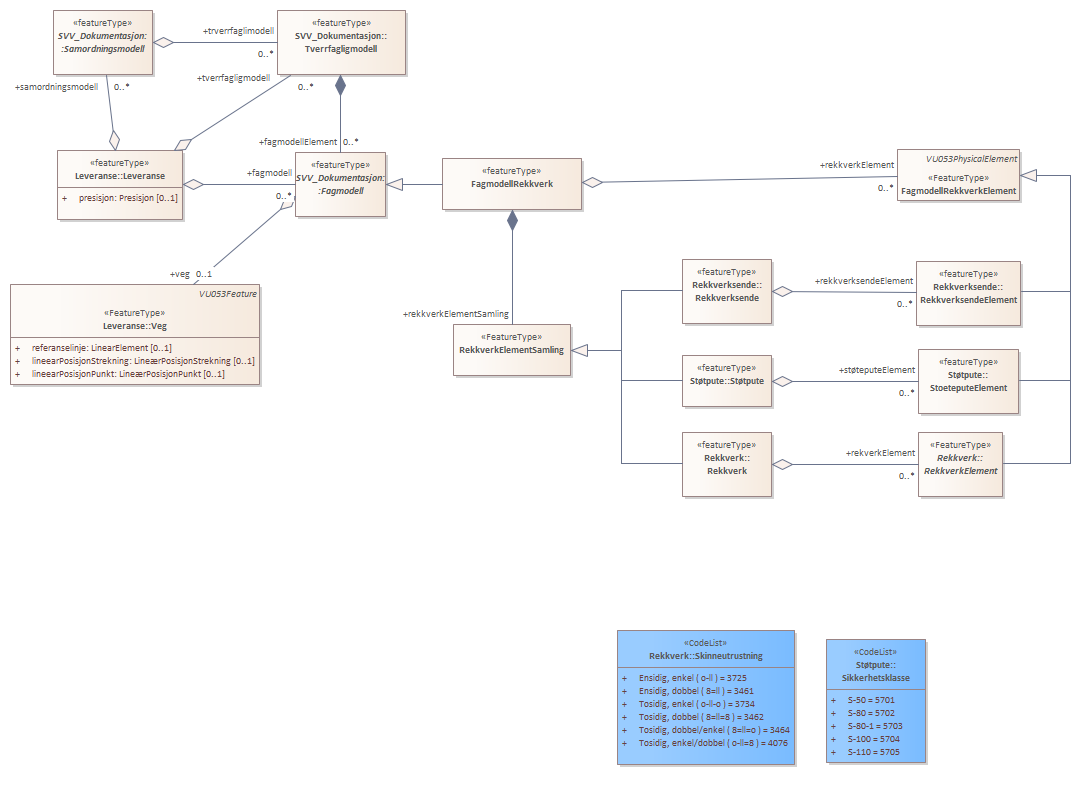 «featureType»
SVV_Dokumentasjon:
:Samordningsmodell
«featureType»
SVV_Dokumentasjon::
Tverrfagligmodell
+trverrfaglimodell
0..*
+samordningsmodell
0..*
+tverrfagligmodell
0..*
+fagmodellElement
0..*
«featureType»
Leveranse::Leveranse
+ presisjon: Presisjon [0..1]
+fagmodell
0..*
«featureType»
SVV_Dokumentasjon:
:Fagmodell
«featureType»
FagmodellRekkverk
+rekkverkElement
0..*
VU053PhysicalElement
«FeatureType»
FagmodellRekkverkElement
+veg 0..1
VU053Feature
«FeatureType»
Leveranse::Veg
+ referanselinje: LinearElement [0..1]
+ lineearPosisjonStrekning: LineærPosisjonStrekning [0..1]
+ lineearPosisjonPunkt: LineærPosisjonPunkt [0..1]
+rekkverkElementSamling
«FeatureType»
RekkverkElementSamling
«featureType»
Rekkverksende::
Rekkverksende
+rekkverksendeElement
0..*
«featureType»
Rekkverksende::
RekkverksendeElement
«featureType»
Støtpute::Støtpute
+støteputeElement
0..*
«featureType»
Støtpute::
StoeteputeElement
«featureType»
Rekkverk::
Rekkverk
+rekverkElement
0..*
«FeatureType»
Rekkverk::
RekkverkElement
«CodeList»
Rekkverk::Skinneutrustning
+ Ensidig, enkel ( o-ll ) = 3725
+ Ensidig, dobbel ( 8=ll ) = 3461
+ Tosidig, enkel ( o-ll-o ) = 3734
+ Tosidig, dobbel ( 8=ll=8 ) = 3462
+ Tosidig, dobbel/enkel ( 8=ll=o ) = 3464
+ Tosidig, enkel/dobbel ( o-ll=8 ) = 4076
«CodeList»
Støtpute::
Sikkerhetsklasse
+ S-50 = 5701
+ S-80 = 5702
+ S-80-1 = 5703
+ S-100 = 5704
+ S-110 = 5705